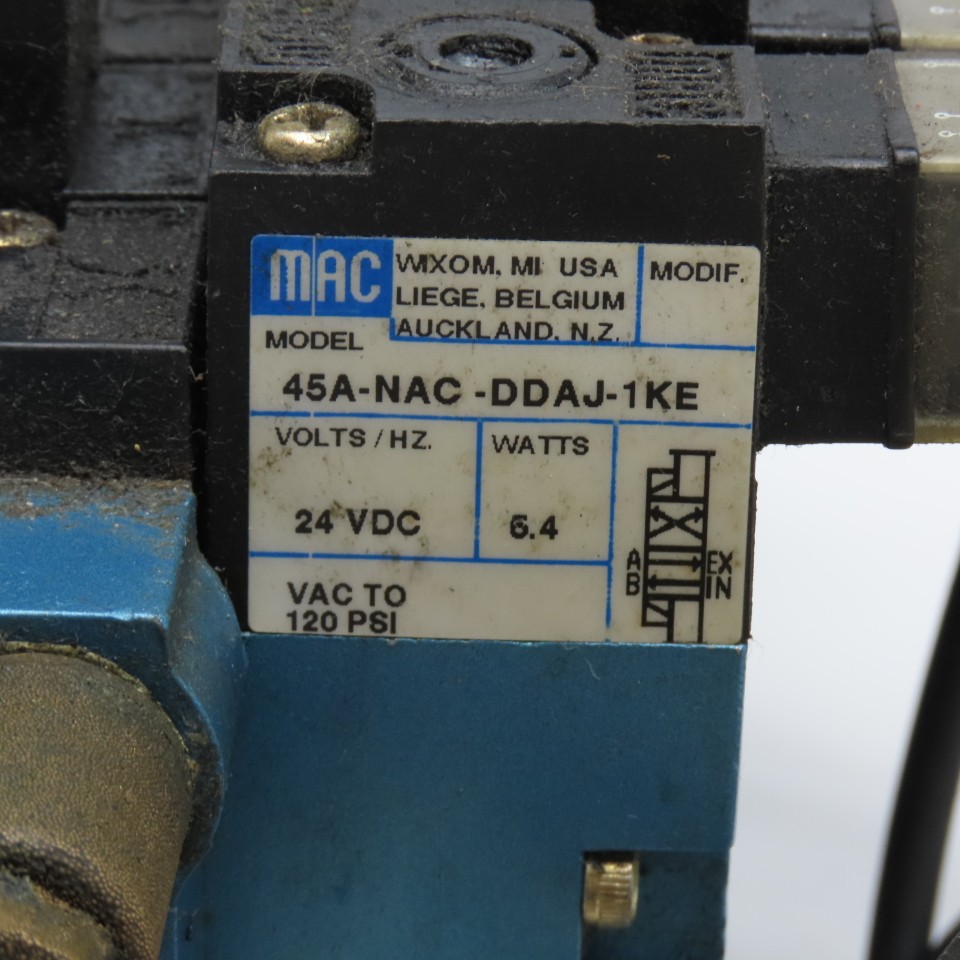 MAC
WIXOM, MI USA
LIEGE, BELGIUM
AUCKLAND, N.Z.
MODIF.
MODEL
45A-NAC -DDAJ-1KE
VOLTS / HZ.
24 VDC
WATTS
5.4
VAC TO
120 PSI
A EX
B IN